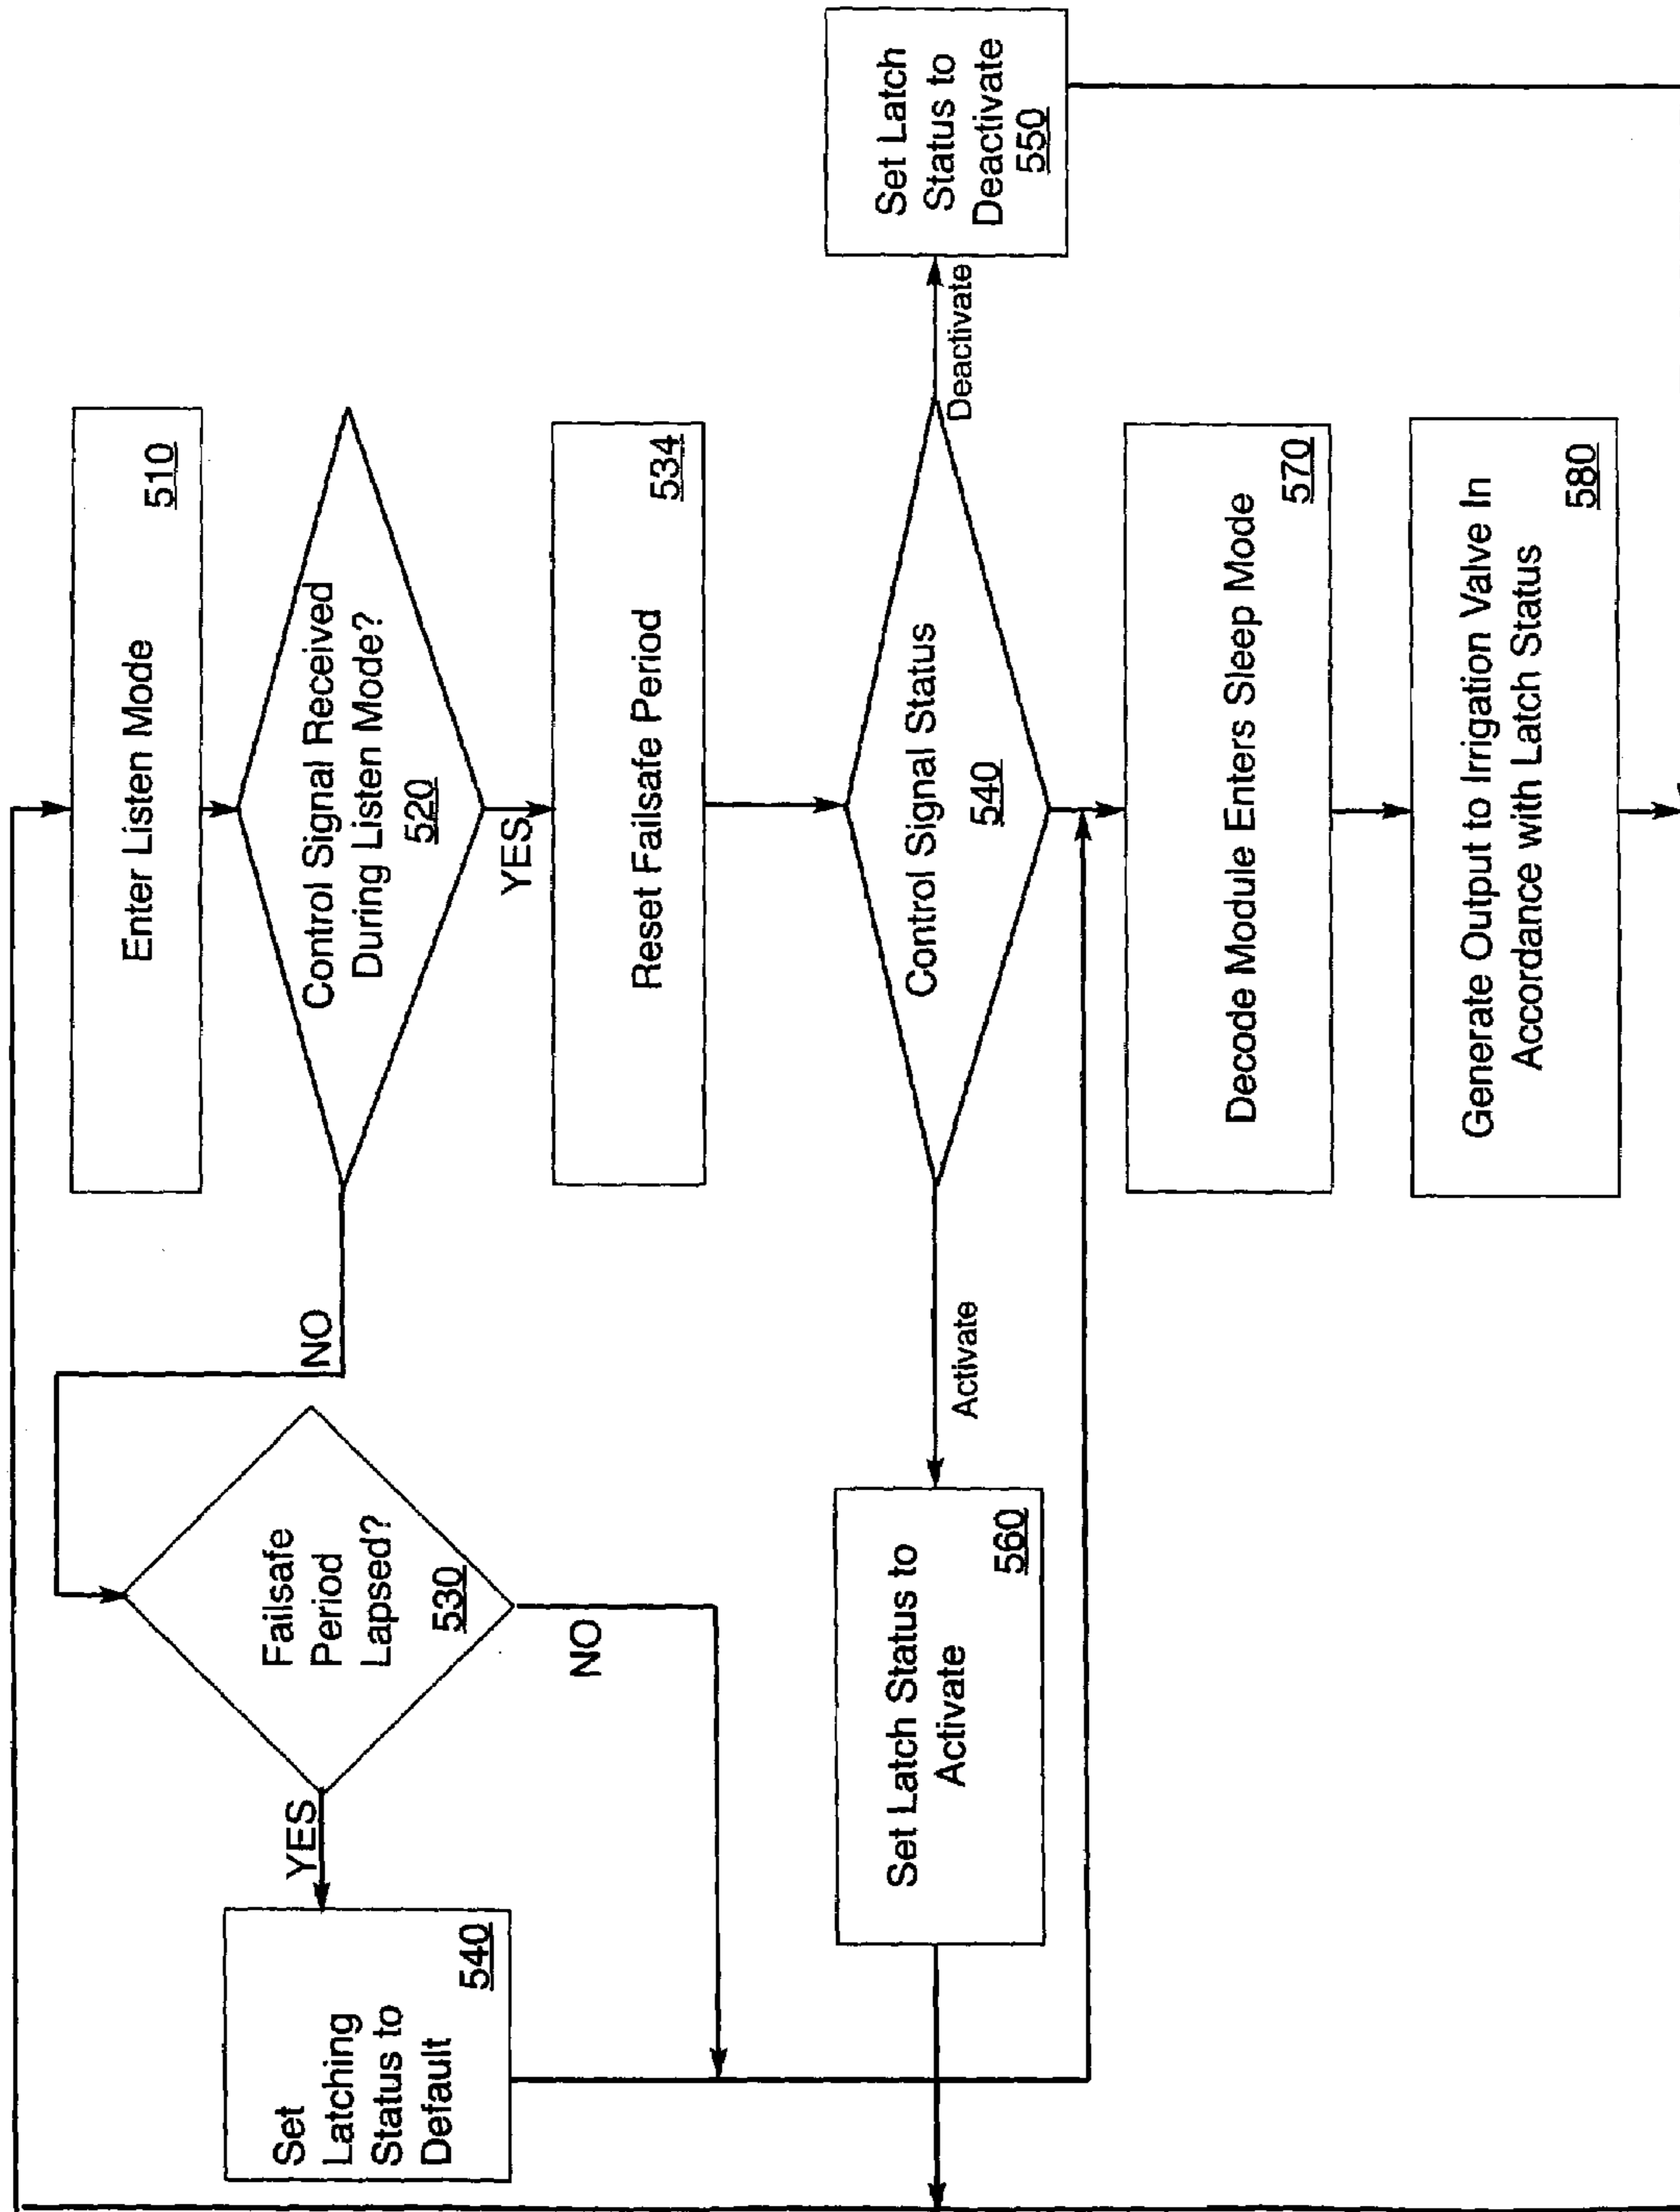 Enter Listen Mode
510
Control Signal Received
During Listen Mode?
520
NO
YES
Failsafe
Period
Lapsed?
530
YES
NO
Set
Latching
Status to
Default
540
Reset Failsafe Period
534
Control Signal Status
540
Activate
Deactivate
Set Latch Status to
Activate
560
Set Latch
Status to
Deactivate
550
Decode Module Enters Sleep Mode
570
Generate Output to Irrigation Valve In
Accordance with Latch Status
580